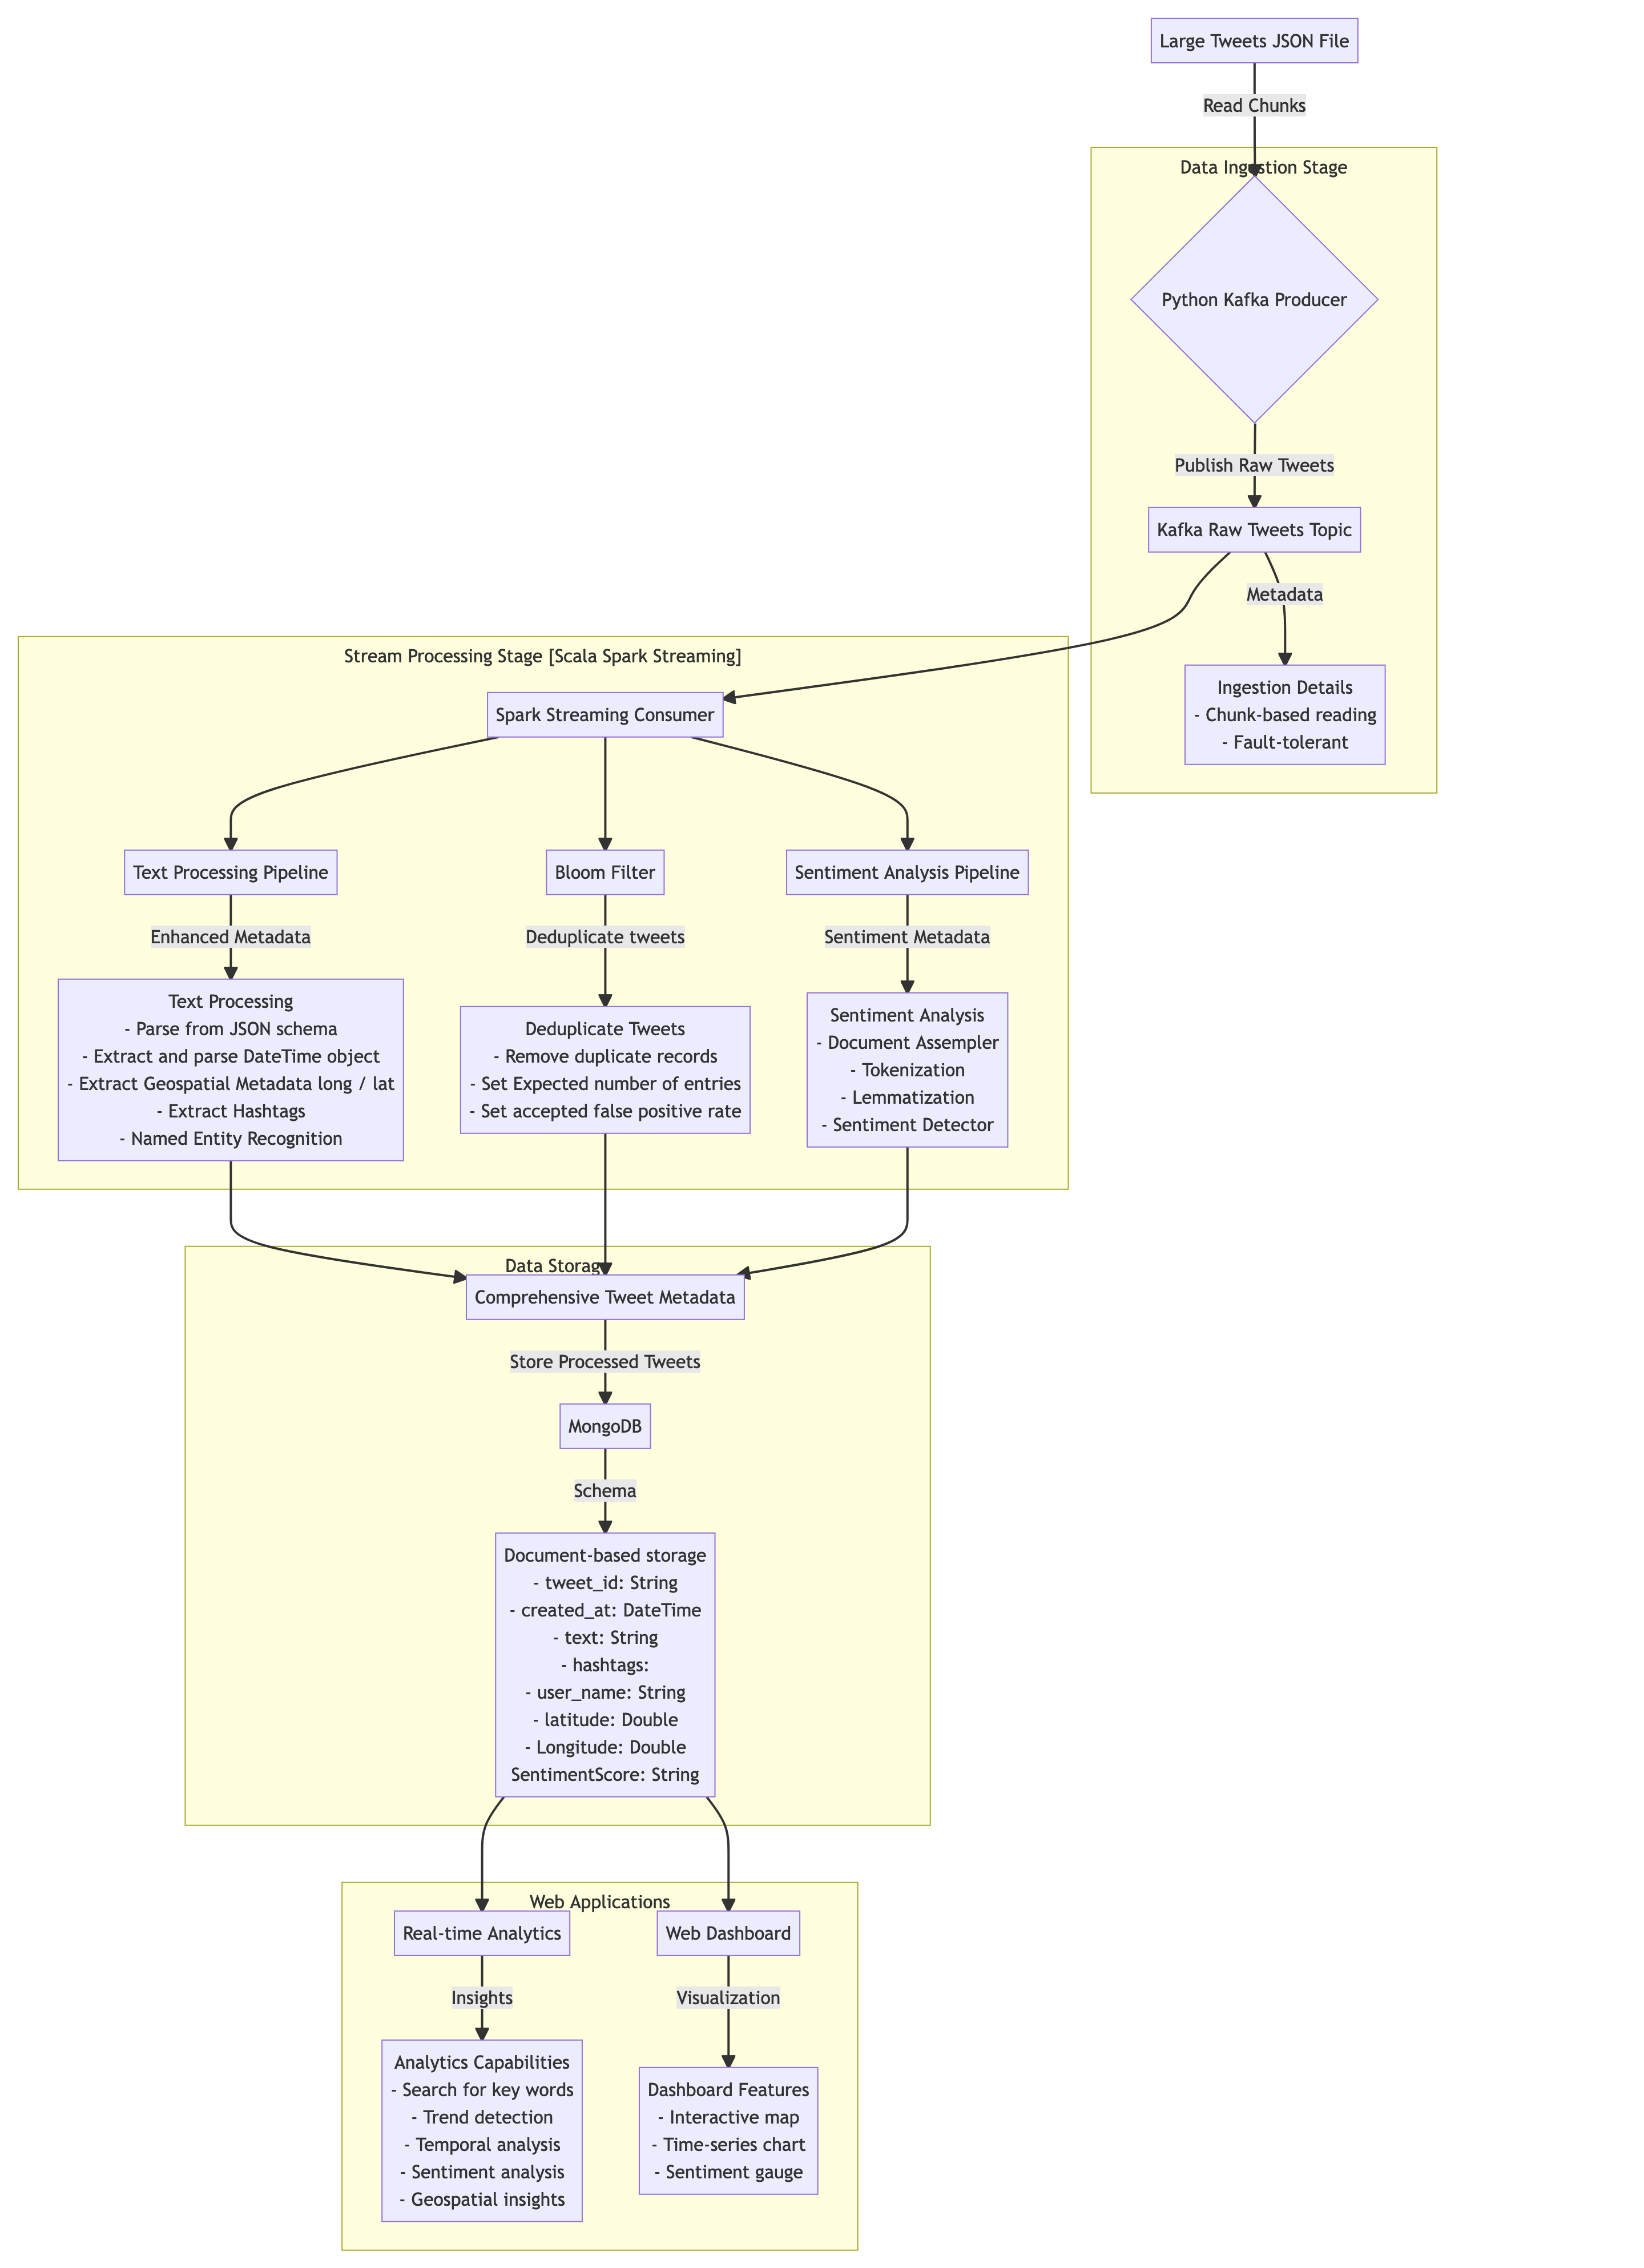 Large Tweets JSON File
Read Chunks
Data Ingestion Stage
Python Kafka Producer
Publish Raw Tweets
Kafka Raw Tweets Topic
Metadata
Ingestion Details
- Chunk-based reading
- Fault-tolerant
Stream Processing Stage [Scala Spark Streaming]
Spark Streaming Consumer
Text Processing Pipeline
Enhanced Metadata
Text Processing
- Parse from JSON schema
- Extract and parse DateTime object
- Extract Geospatial Metadata long / lat
- Extract Hashtags
- Named Entity Recognition
Bloom Filter
Deduplicate tweets
Deduplicate Tweets
- Remove duplicate records
- Set Expected number of entries
- Set accepted false positive rate
Sentiment Analysis Pipeline
Sentiment Metadata
Sentiment Analysis
- Document Assempler
- Tokenization
- Lemmatization
- Sentiment Detector
Data Storage
Comprehensive Tweet Metadata
Store Processed Tweets
MongoDB
Schema
Document-based storage
- tweet_id: String
- created_at: DateTime
- text: String
- hashtags:
- user_name: String
- latitude: Double
- Longitude: Double
SentimentScore: String
Web Applications
Real-time Analytics
Insights
Analytics Capabilities
- Search for key words
- Trend detection
- Temporal analysis
- Sentiment analysis
- Geospatial insights
Web Dashboard
Visualization
Dashboard Features
- Interactive map
- Time-series chart
- Sentiment gauge